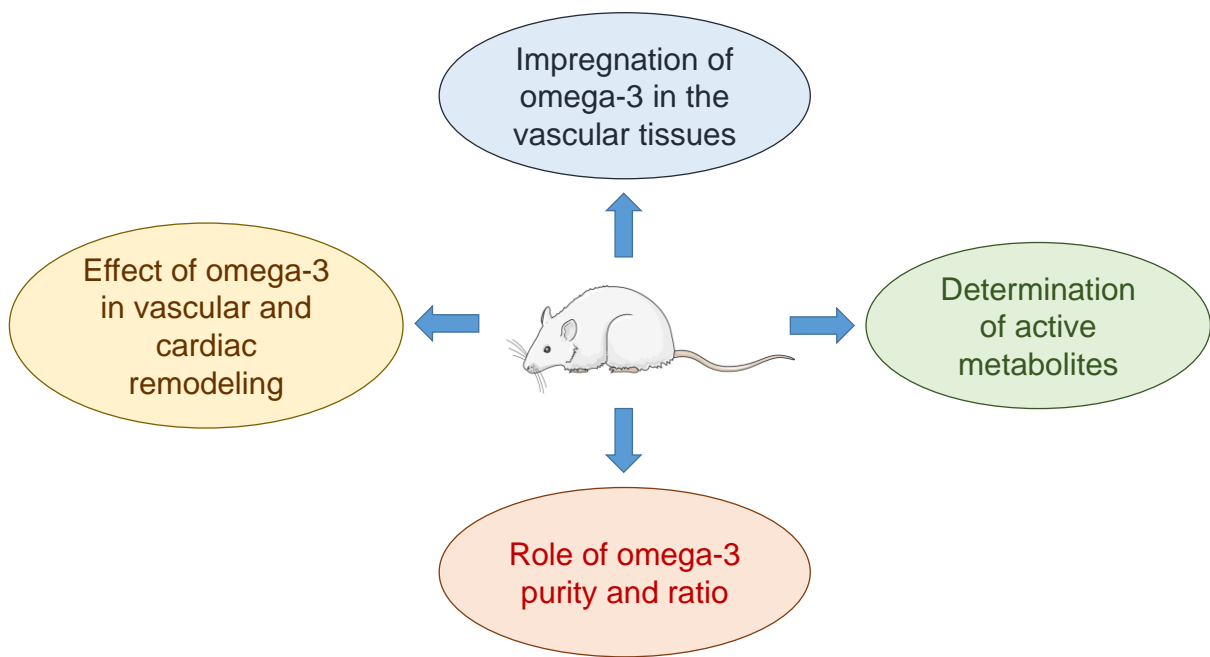 Impregnation of
omega-3 in the
vascular tissues
Effect of omega-3
in vascular and
cardiac
remodeling
Determination
of active
metabolites
Role of omega-3
purity and ratio